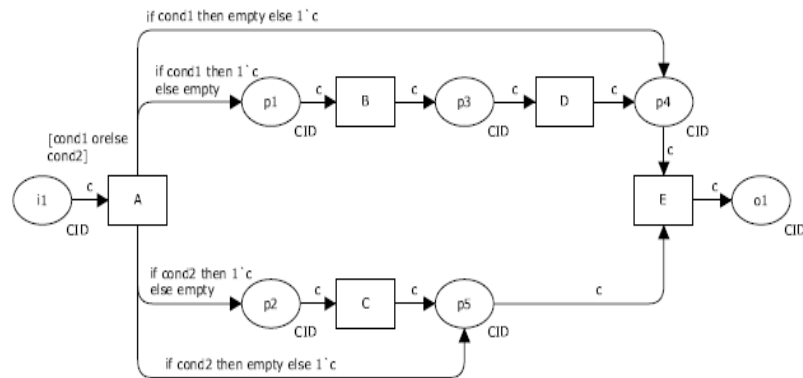 if cond1 then empty else 1`c
if cond1 then 1`c
else empty
p1
c
B
c
p3
c
D
c
p4
CID
CID
CID
[cond1 orelse
cond2]
c
i1
c
A
E
c
o1
CID
CID
if cond2 then 1`c
else empty
p2
c
C
c
p5
c
CID
CID
if cond2 then empty else 1`c